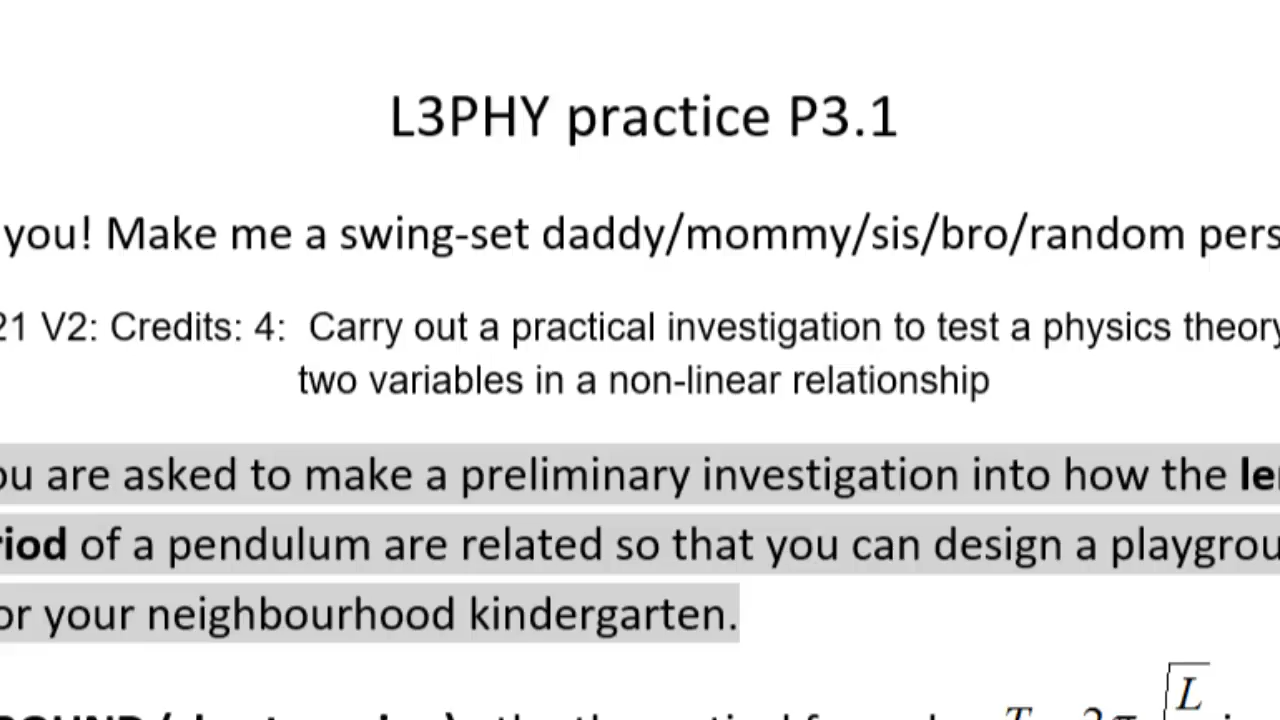 L3PHY practice P3.1
you! Make me a swing-set daddy/mommy/sis/bro/random pers
21 V2: Credits: 4: Carry out a practical investigation to test a physics theory
two variables in a non-linear relationship
ou are asked to make a preliminary investigation into how the le
riod of a pendulum are related so that you can design a playgrou
or your neighbourhood kindergarten.
L